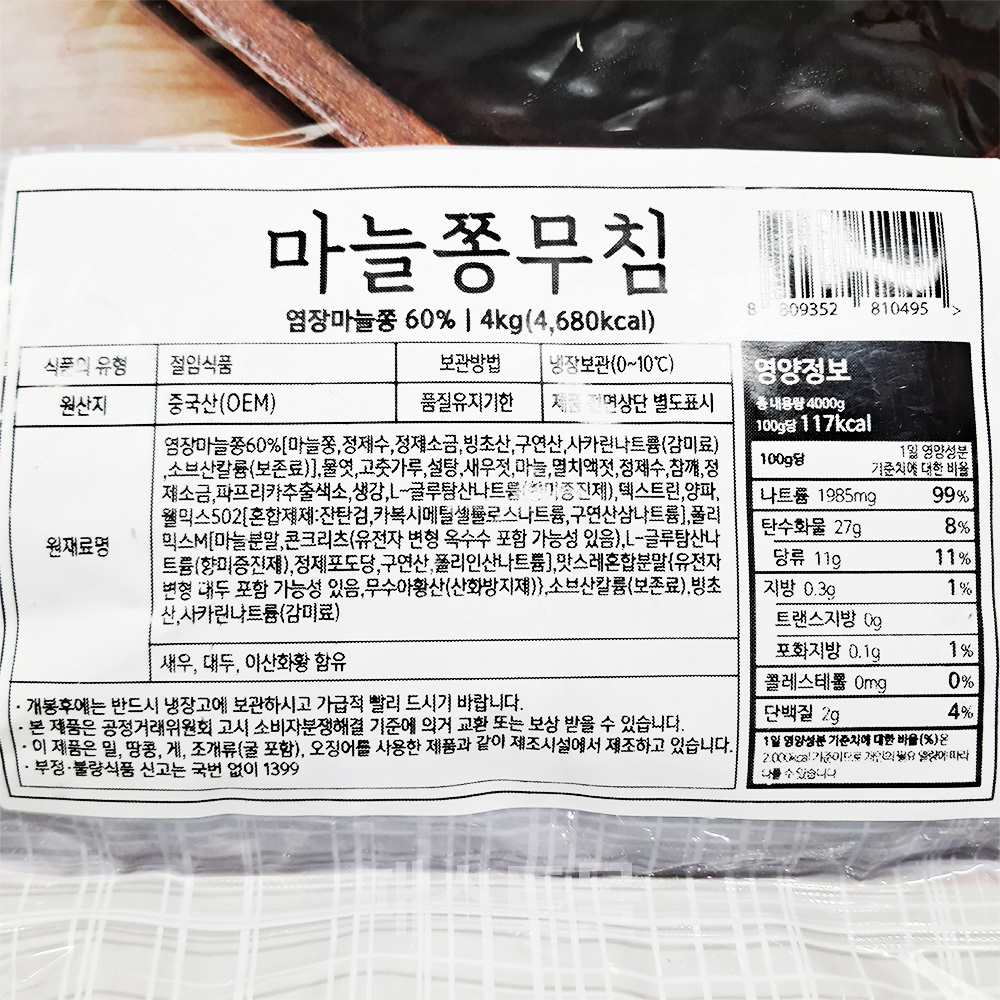 마늘쫑무침
염장마늘쫑 60% | 4kg(4,680kcal)
8 809352 810495 >
식품의 유형 절임식품 보관방법 냉장보관(0~10℃)
원산지 중국산(OEM) 품질유지기한 제품 전면상단 별도표시
원재료명
염장마늘쫑60%[마늘쫑,정제수,정제소금,빙초산,구연산,사카린나트륨(감미료)
,소브산칼륨(보존료)],물엿,고춧가루,설탕,새우젓,마늘,멸치액젓,정제수,참깨,정
제소금,파프리카추출색소,생강,L-글루탐산나트륨(향미증진제),덱스트린,양파,
웰믹스502[혼합제제:잔탄검,카복시메틸셀룰로스나트륨,구연산삼나트륨],폴리
믹스M[마늘분말,콘크리츠(유전자 변형 옥수수 포함 가능성 있음),L-글루탐산나
트륨(향미증진제),정제포도당,구연산,폴리인산나트륨],맛스레혼합분말{유전자
변형 대두 포함 가능성 있음,무수아황산(산화방지제)},소브산칼륨(보존료),빙초
산,사카린나트륨(감미료)
새우, 대두, 이산화황 함유
· 개봉후에는 반드시 냉장고에 보관하시고 가급적 빨리 드시기 바랍니다.
· 본 제품은 공정거래위원회 고시 소비자분쟁해결 기준에 의거 교환 또는 보상 받을 수 있습니다.
· 이 제품은 밀, 땅콩, 게, 조개류(굴 포함), 오징어를 사용한 제품과 같이 제조시설에서 제조하고 있습니다.
· 부정·불량식품 신고는 국번 없이 1399
영양정보
총 내용량 4000g
100g당 117kcal
100g당 1일 영양성분
기준치에 대한 비율
나트륨 1985mg 99%
탄수화물 27g 8%
당류 11g 11%
지방 0.3g 1%
트랜스지방 0g
포화지방 0.1g 1%
콜레스테롤 0mg 0%
단백질 2g 4%
1일 영양성분 기준치에 대한 비율(%)은
2,000kcal 기준이므로 개인의 필요 열량에 따라
다를 수 있습니다